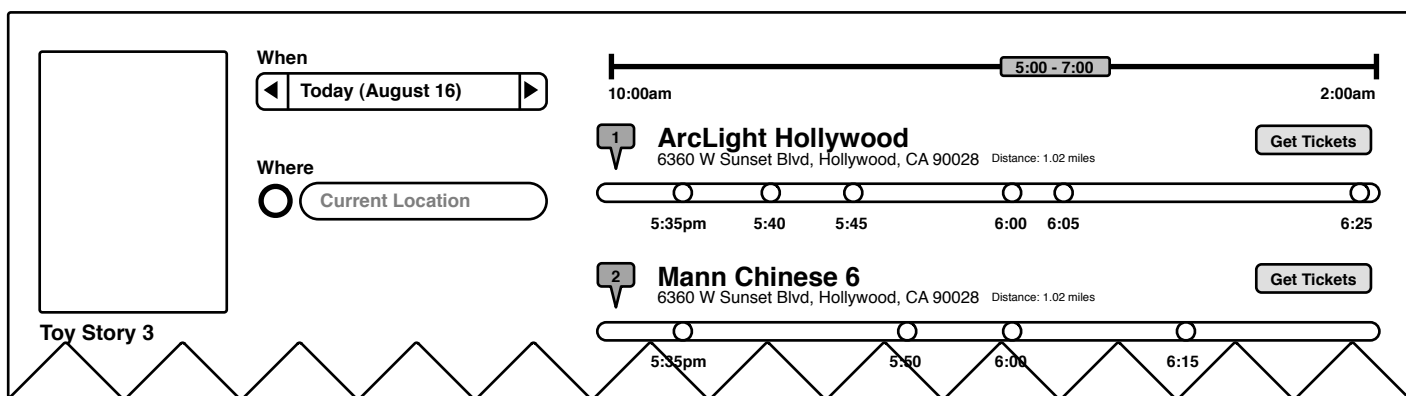 When
Today (August 16)
Where
Current Location
Toy Story 3
5:00 - 7:00
10:00am 2:00am
1 ArcLight Hollywood Get Tickets
6360 W Sunset Blvd, Hollywood, CA 90028 Distance: 1.02 miles
5:35pm 5:40 5:45 6:00 6:05 6:25
2 Mann Chinese 6 Get Tickets
6360 W Sunset Blvd, Hollywood, CA 90028 Distance: 1.02 miles
5:35pm 5:50 6:00 6:15